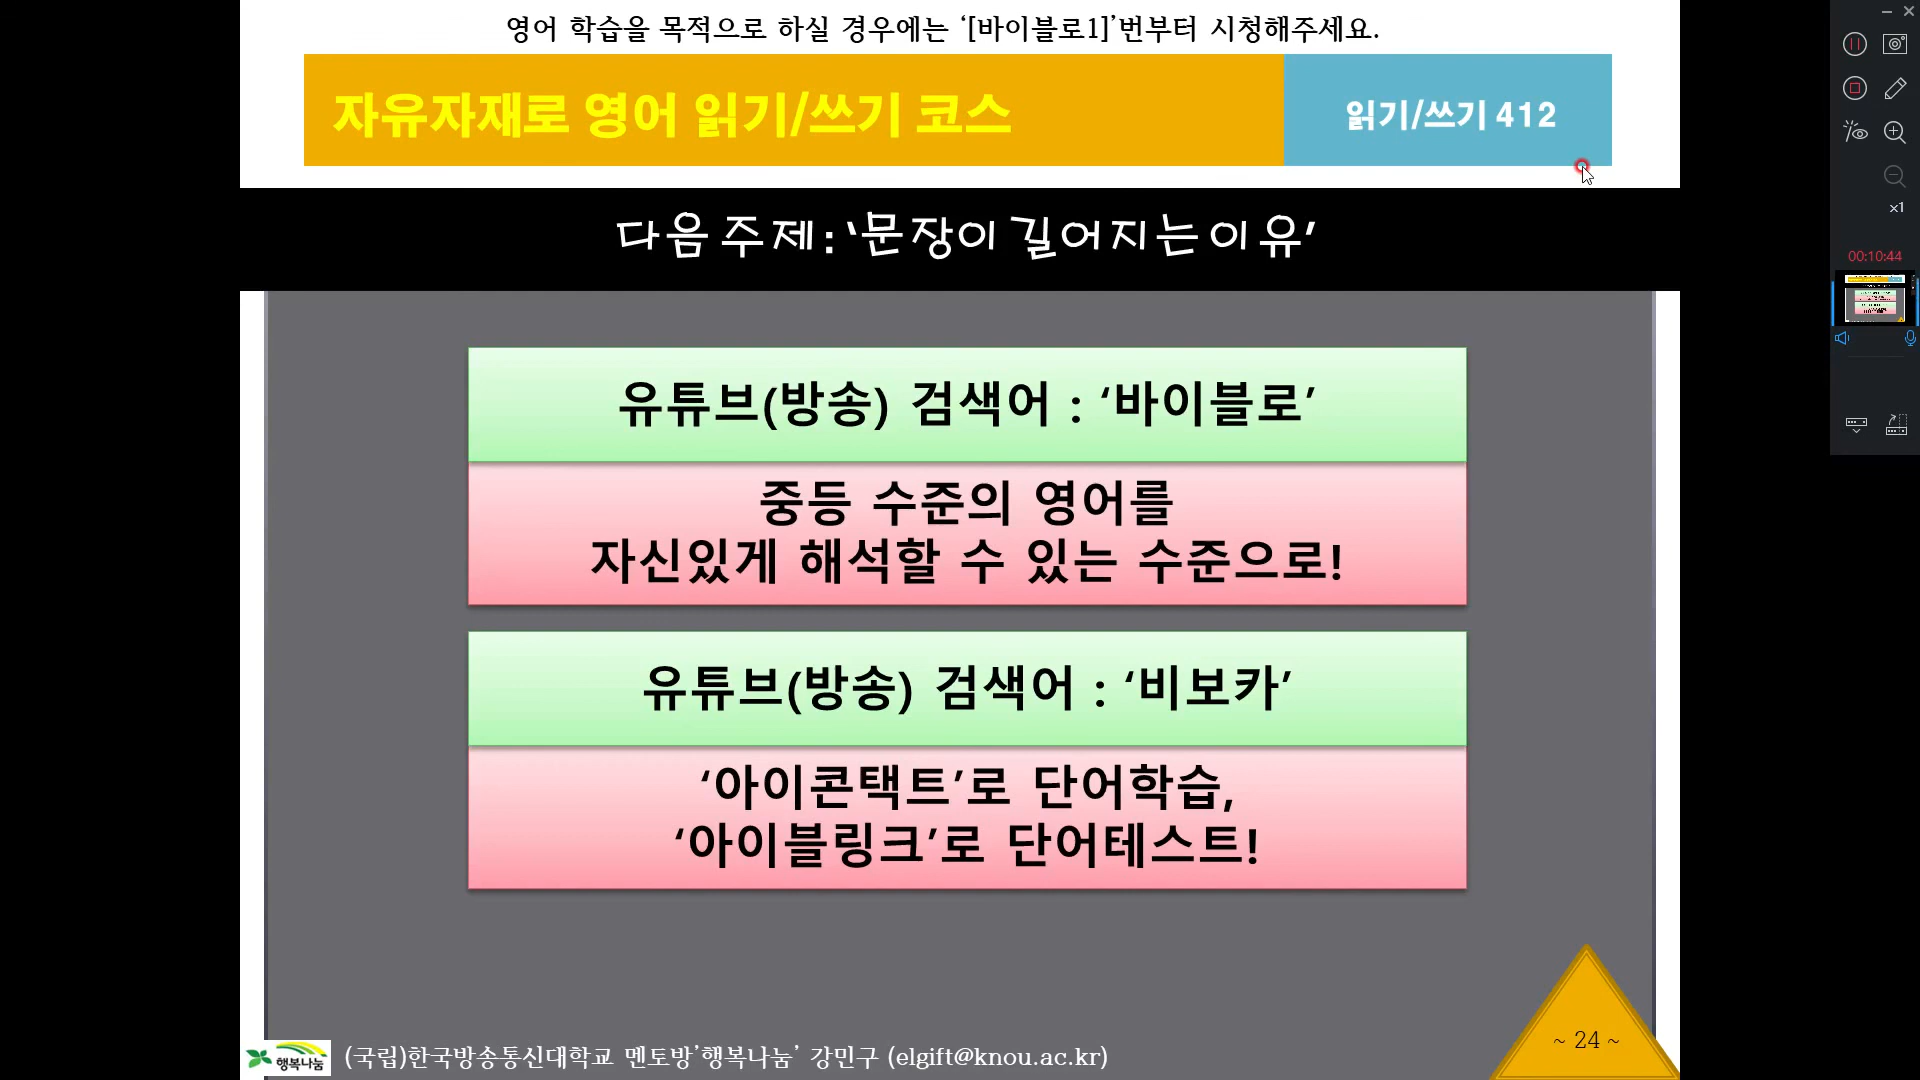 영어 학습을 목적으로 하실 경우에는 ‘[바이블로1]’번부터 시청해주세요.
자유자재로 영어 읽기/쓰기 코스
읽기/쓰기 412
다음 주제 : ‘문장이 길어지는 이유’
유튜브(방송) 검색어 : ‘바이블로’
중등 수준의 영어를
자신있게 해석할 수 있는 수준으로!
유튜브(방송) 검색어 : ‘비보카’
‘아이콘택트’로 단어학습,
‘아이블링크’로 단어테스트!
~ 24 ~
행복나눔
(국립)한국방송통신대학교 멘토방’행복나눔’ 강민구 (elgift@knou.ac.kr)
x1
00:10:44